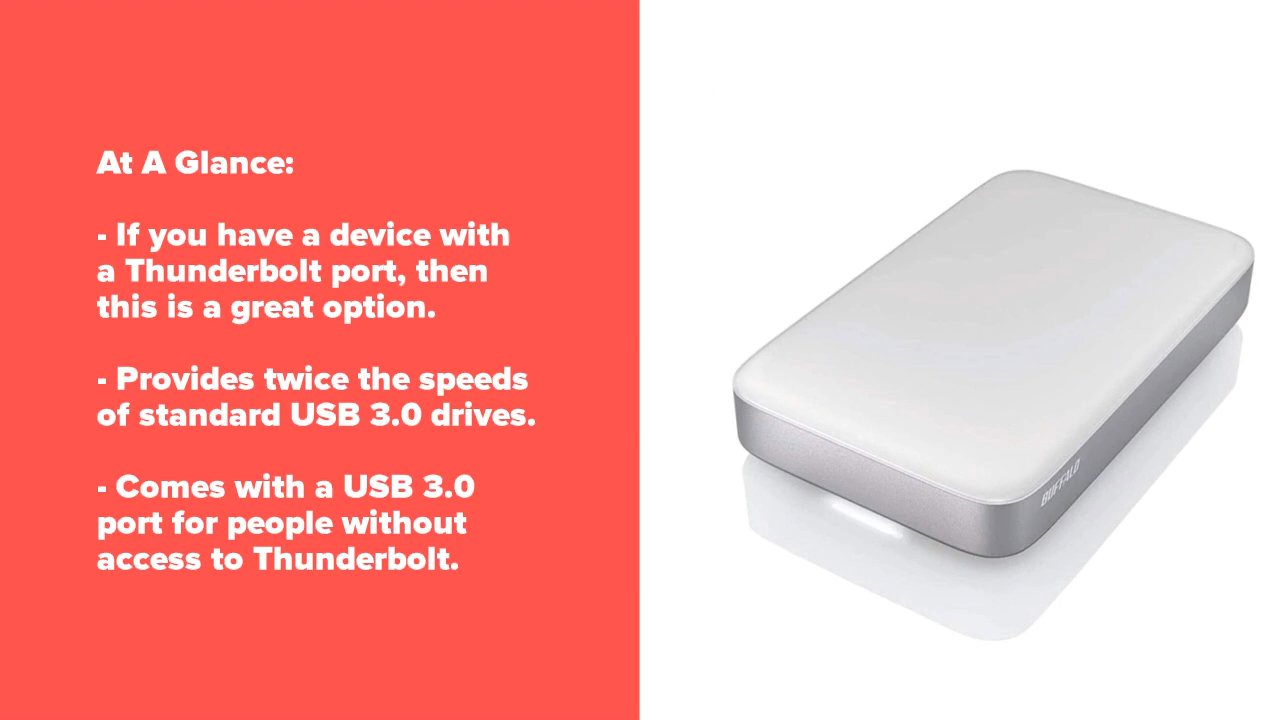 At A Glance:
- If you have a device with
a Thunderbolt port, then
this is a great option.
- Provides twice the speeds
of standard USB 3.0 drives.
- Comes with a USB 3.0
port for people without
access to Thunderbolt.
BUFFALO